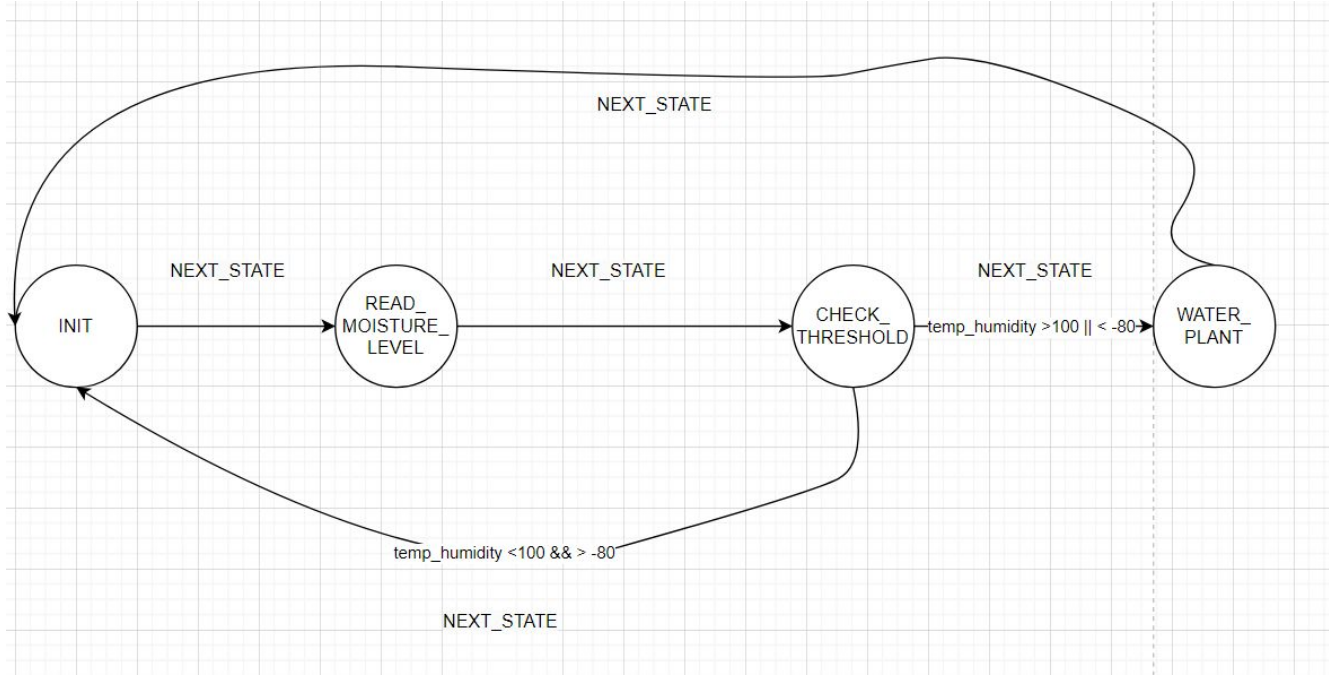 NEXT_STATE
NEXT_STATE
NEXT_STATE
NEXT_STATE
INIT
READ_
MOISTURE_
LEVEL
CHECK_
THRESHOLD
temp_humidity >100 || < -80
WATER_
PLANT
temp_humidity <100 && > -80
NEXT_STATE